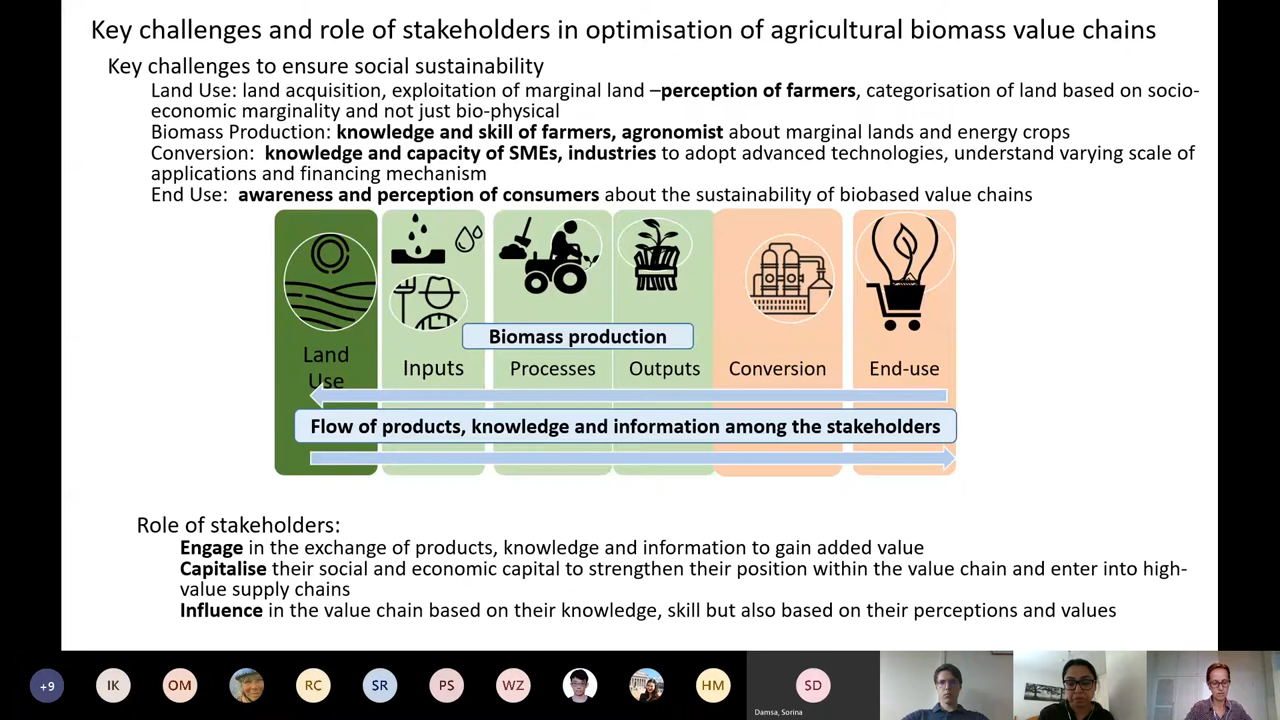 Key challenges and role of stakeholders in optimisation of agricultural biomass value chains
Key challenges to ensure social sustainability
Land Use: land acquisition, exploitation of marginal land –perception of farmers, categorisation of land based on socio-
economic marginality and not just bio-physical
Biomass Production: knowledge and skill of farmers, agronomist about marginal lands and energy crops
Conversion: knowledge and capacity of SMEs, industries to adopt advanced technologies, understand varying scale of
applications and financing mechanism
End Use: awareness and perception of consumers about the sustainability of biobased value chains
Biomass production
Land
Use
Inputs
Processes
Outputs
Conversion
End-use
Flow of products, knowledge and information among the stakeholders
Role of stakeholders:
Engage in the exchange of products, knowledge and information to gain added value
Capitalise their social and economic capital to strengthen their position within the value chain and enter into high-
value supply chains
Influence in the value chain based on their knowledge, skill but also based on their perceptions and values
+9
IK
OM
RC
SR
PS
WZ
HM
SD
Damsa, Sorina